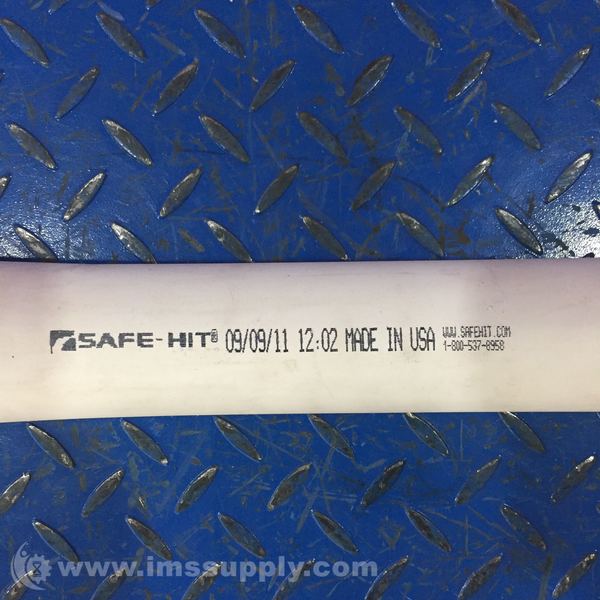 SAFE-HIT® 09/09/11 12:02 MADE IN USA
WWW.SAFEHIT.COM
1-800-537-8958
www.imssupply.com